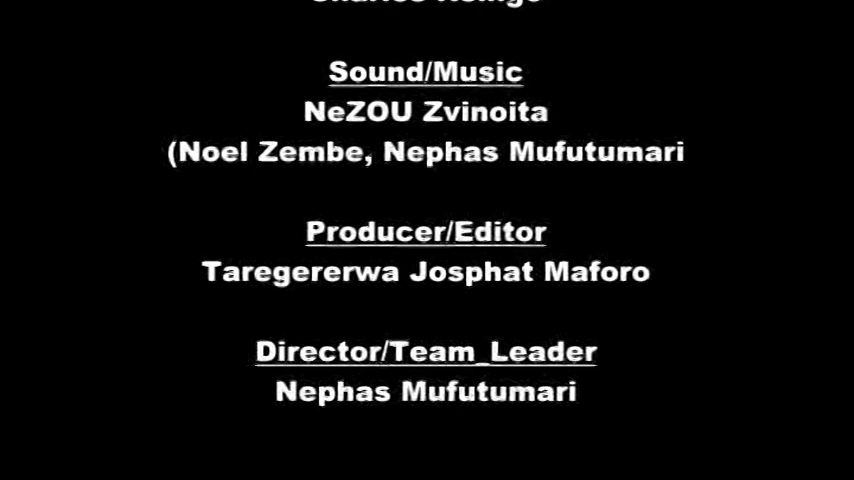 Sound/Music
NeZOU Zvinoita
(Noel Zembe, Nephas Mufutumari
Producer/Editor
Taregererwa Josphat Maforo
Director/Team_Leader
Nephas Mufutumari